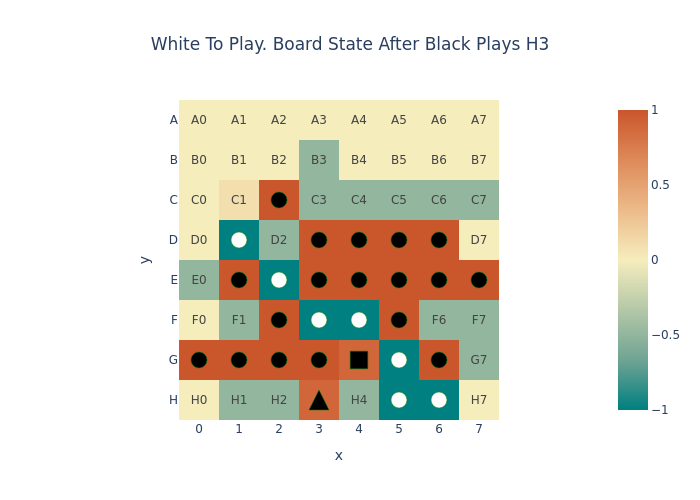 White To Play. Board State After Black Plays H3
A A0 A1 A2 A3 A4 A5 A6 A7
B B0 B1 B2 B3 B4 B5 B6 B7
C C0 C1 C3 C4 C5 C6 C7
D D0 D2 D7
E E0
F F0 F1 F6 F7
G G7
H H0 H1 H2 H4 H7
0 1 2 3 4 5 6 7
x
y
1
0.5
0
−0.5
−1